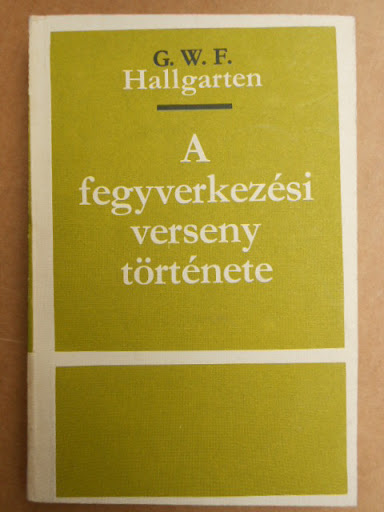 G. W. F.
Hallgarten
A
fegyverkezési
verseny
története